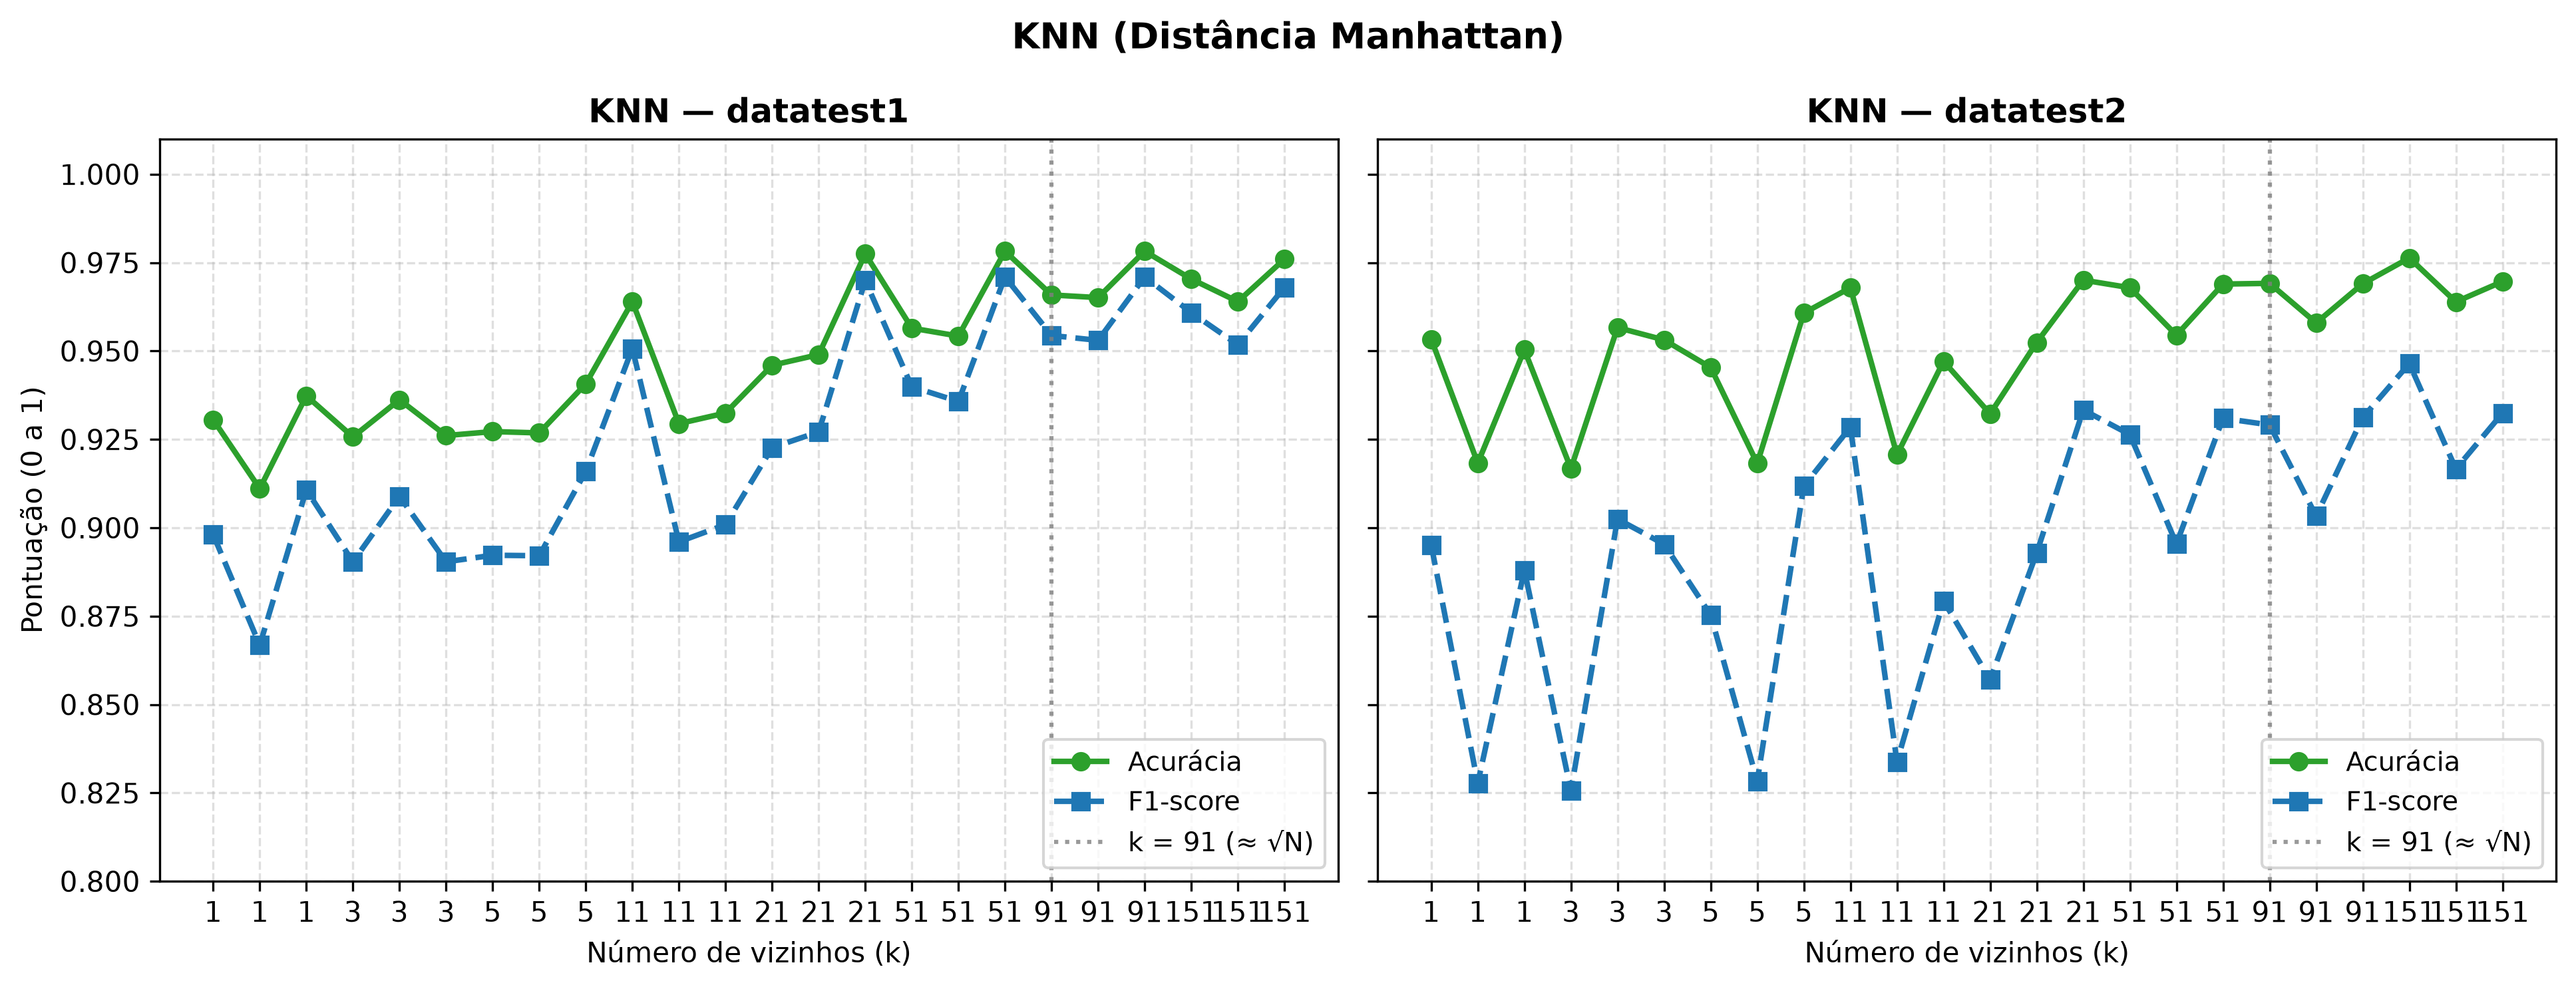 KNN (Distância Manhattan)
KNN — datatest1
Pontuação (0 a 1)
1.000
0.975
0.950
0.925
0.900
0.875
0.850
0.825
0.800
1 1 1 3 3 3 5 5 5 11 11 11 21 21 21 51 51 51 91 91 91 151 151 151
Número de vizinhos (k)
Acurácia
F1-score
k = 91 (≈ √N)
KNN — datatest2
1 1 1 3 3 3 5 5 5 11 11 11 21 21 21 51 51 51 91 91 91 151 151 151
Número de vizinhos (k)
Acurácia
F1-score
k = 91 (≈ √N)